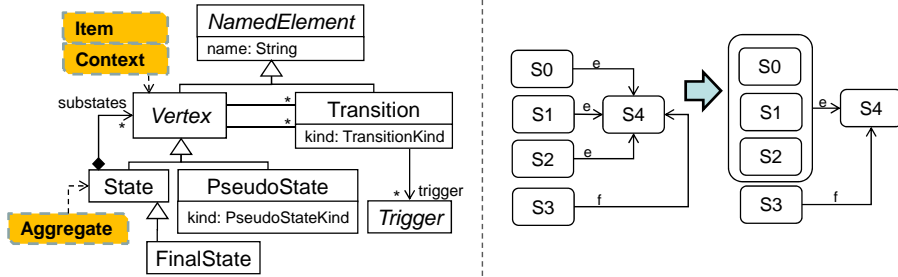 Item
Context
NamedElement
name: String
substates
*
Vertex
*
*
Transition
kind: TransitionKind
State
PseudoState
kind: PseudoStateKind
trigger
*
Trigger
Aggregate
FinalState
S0
e
S1
e
S4
S2
e
S3
f
S0
S1
S2
e
S4
S3
f